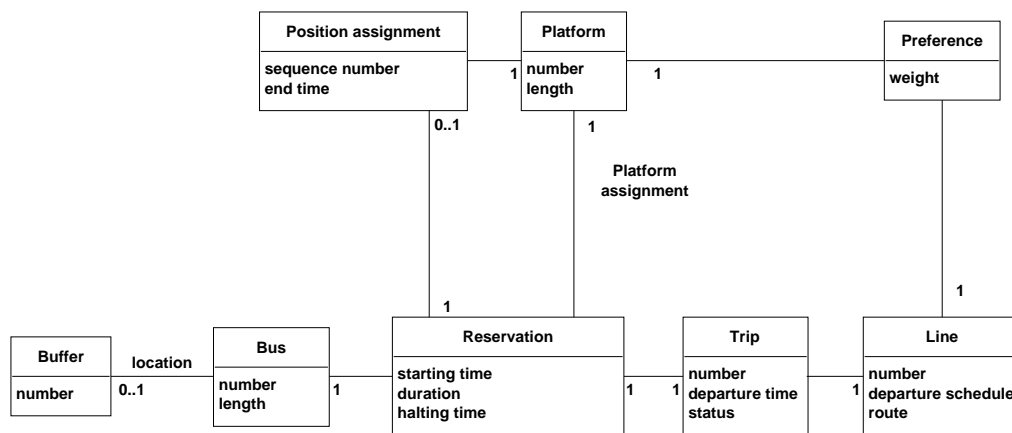 Position assignment
sequence number
end time
Platform
number
length
Preference
weight
1
1
0..1
1
Platform
assignment
1
1
Buffer
number
location
0..1
Bus
number
length
1
Reservation
starting time
duration
halting time
1
1
Trip
number
departure time
status
1
Line
number
departure schedule
route